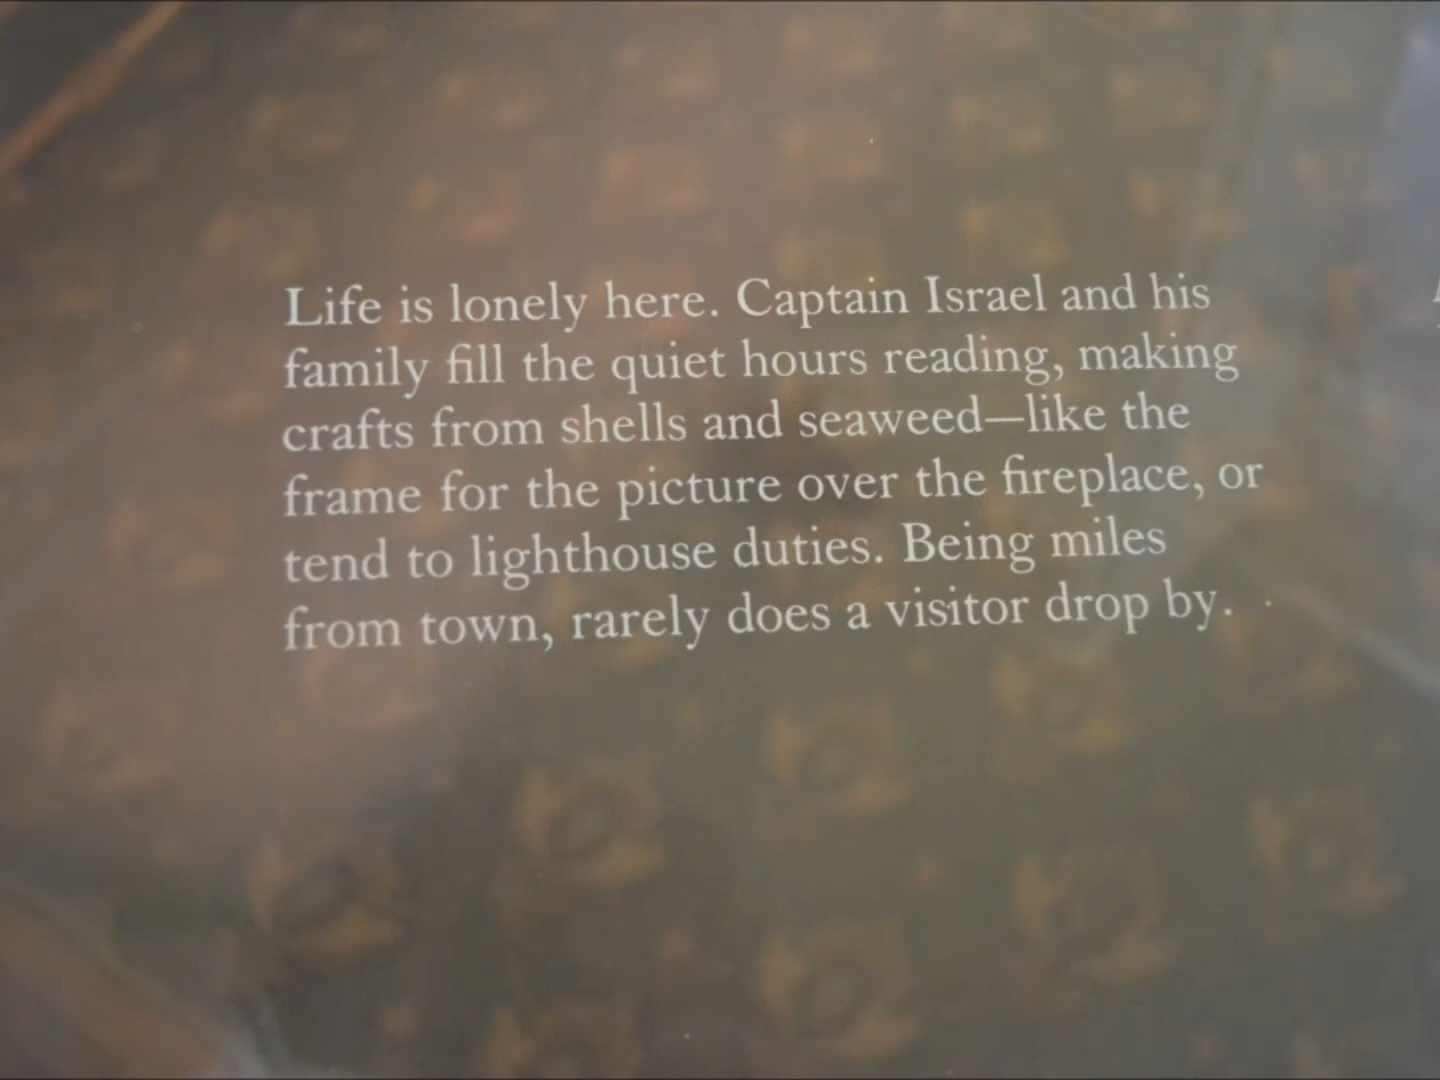 Life is lonely here. Captain Israel and his
family fill the quiet hours reading, making
crafts from shells and seaweed—like the
frame for the picture over the fireplace, or
tend to lighthouse duties. Being miles
from town, rarely does a visitor drop by.